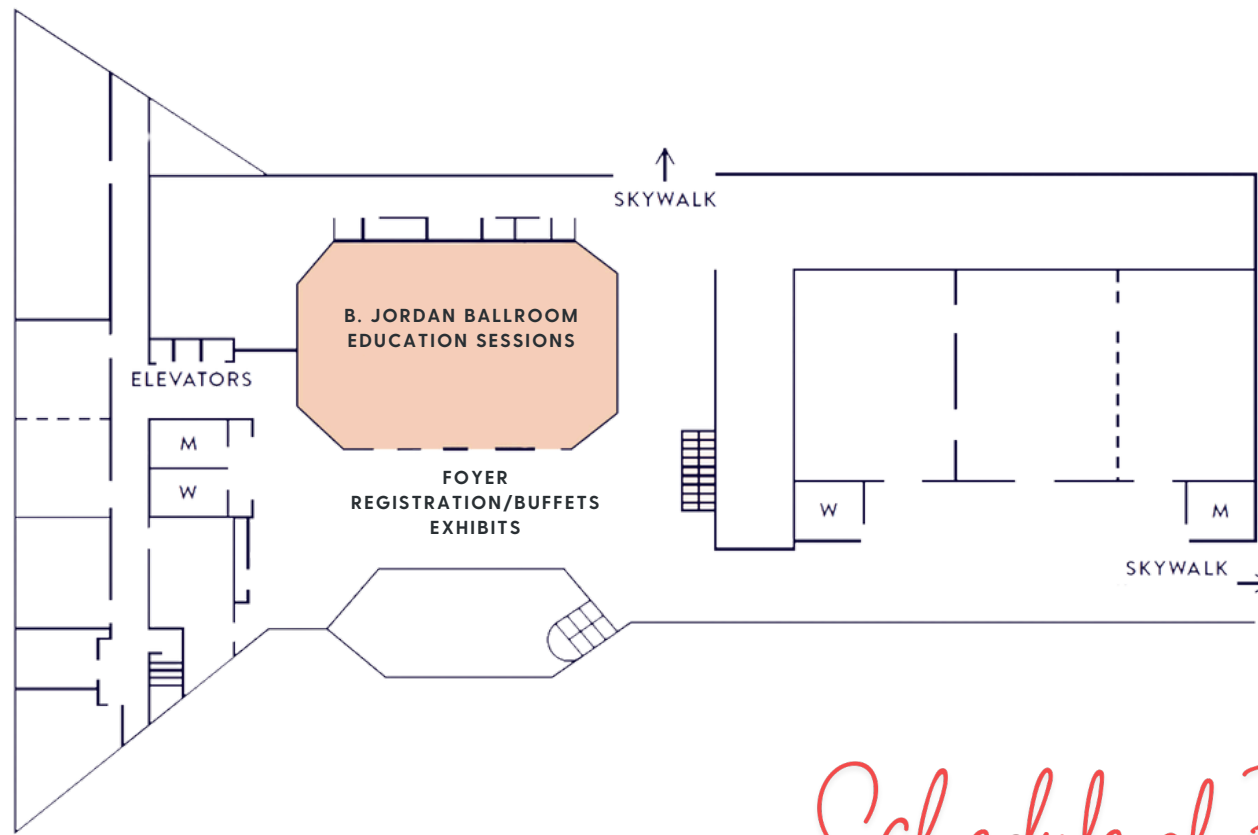 SKYWALK
B. JORDAN BALLROOM
EDUCATION SESSIONS
ELEVATORS
M
W
FOYER
REGISTRATION/BUFFETS
EXHIBITS
W
M
SKYWALK